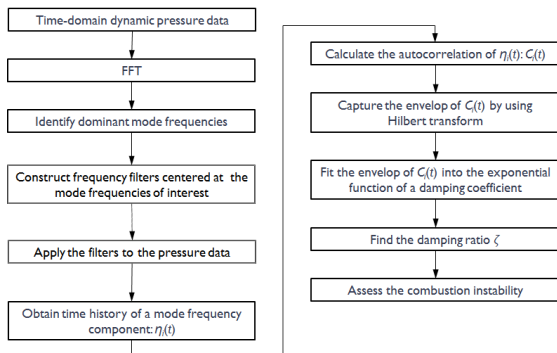 Time-domain dynamic pressure data
FFT
Identify dominant mode frequencies
Construct frequency filters centered at the
mode frequencies of interest
Apply the filters to the pressure data
Obtain time history of a mode frequency
component: ηᵢ(t)
Calculate the autocorrelation of ηᵢ(t): Cᵢ(t)
Capture the envelop of Cᵢ(t) by using
Hilbert transform
Fit the envelop of Cᵢ(t) into the exponential
function of a damping coefficient
Find the damping ratio ζ
Assess the combustion instability